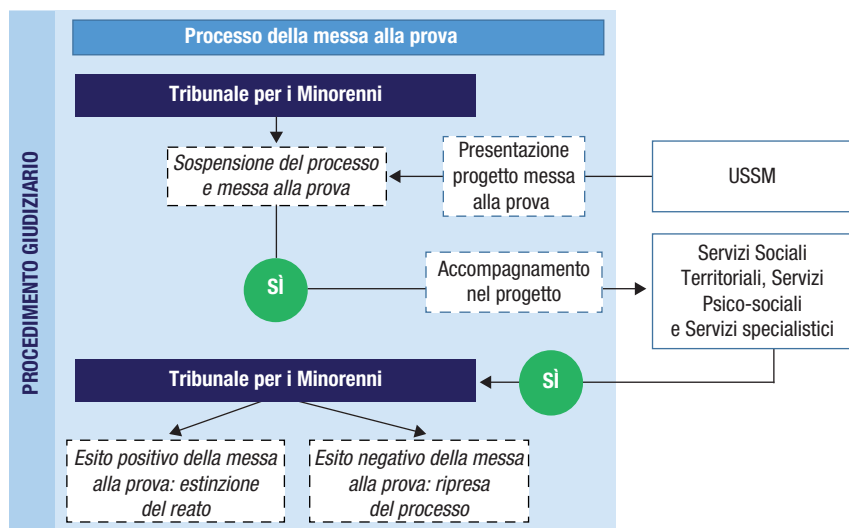 Processo della messa alla prova
PROCEDIMENTO GIUDIZIARIO
Tribunale per i Minorenni
Sospensione del processo
e messa alla prova
Presentazione
progetto messa
alla prova
USSM
SÌ
Accompagnamento
nel progetto
Servizi Sociali
Territoriali, Servizi
Psico-sociali
e Servizi specialistici
SÌ
Tribunale per i Minorenni
Esito positivo della messa
alla prova: estinzione
del reato
Esito negativo della messa
alla prova: ripresa
del processo